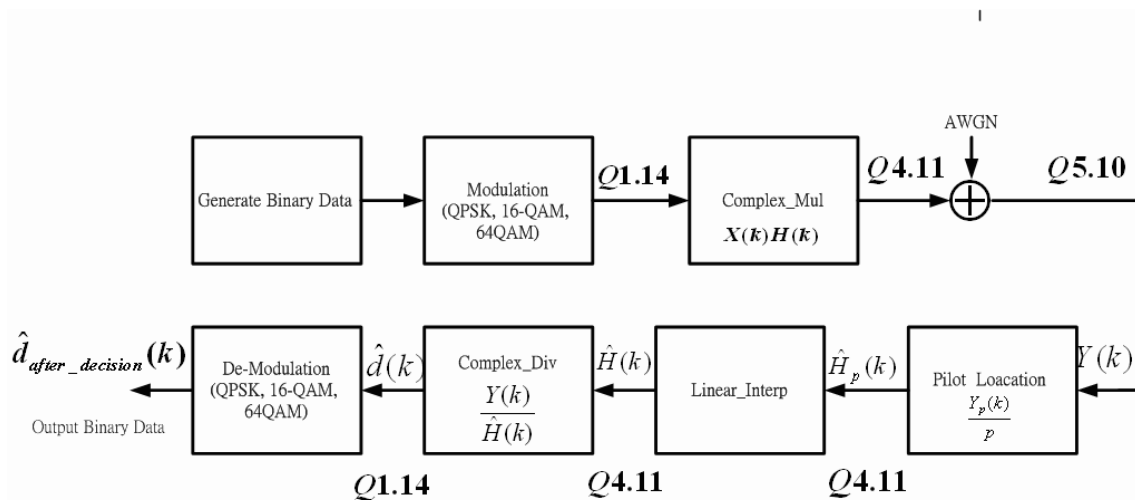 AWGN
Generate Binary Data
Modulation
(QPSK, 16-QAM,
64QAM)
Q1.14
Complex_Mul
X(k)H(k)
Q4.11
Q5.10
d̂after_decision(k)
Output Binary Data
De-Modulation
(QPSK, 16-QAM,
64QAM)
d̂(k)
Complex_Div
Y(k)
Ĥ(k)
Ĥ(k)
Linear_Interp
Ĥp(k)
Pilot Loacation
Yp(k)
p
Y(k)
Q1.14
Q4.11
Q4.11